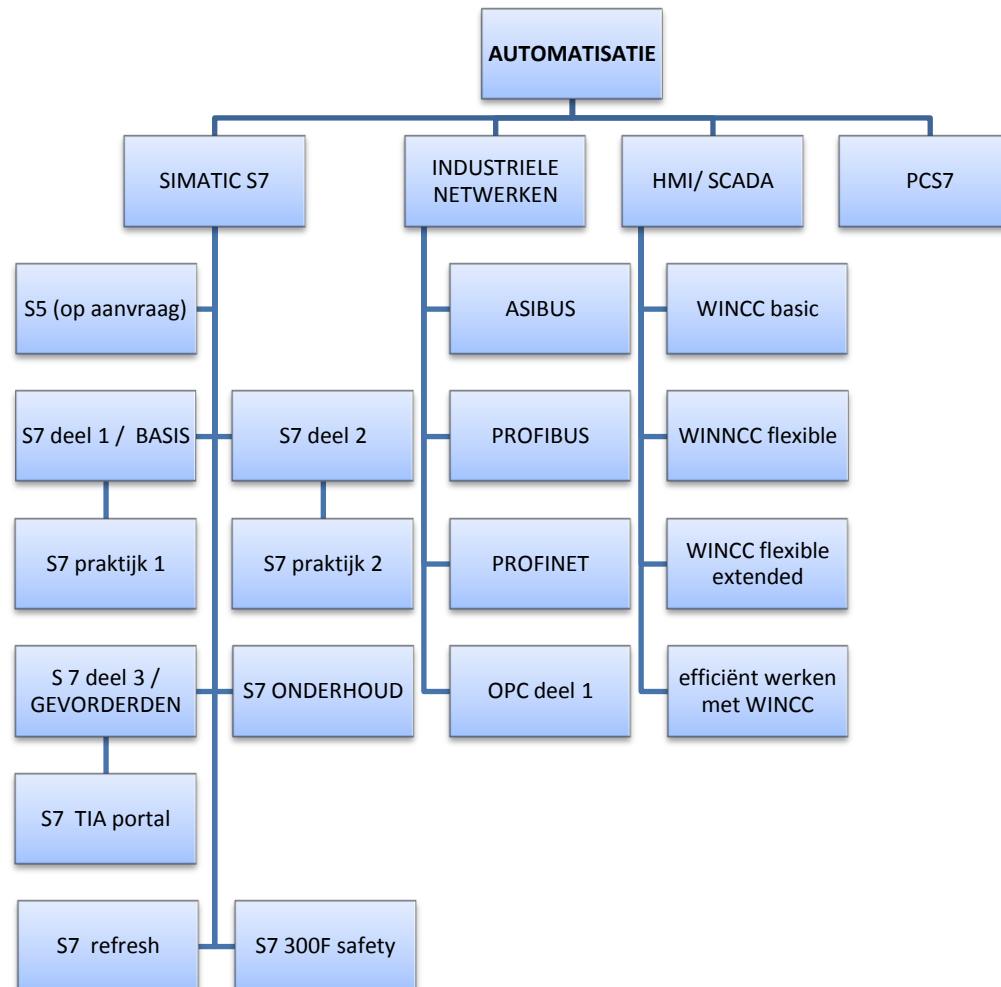 AUTOMATISATIE
SIMATIC S7
INDUSTRIELE
NETWERKEN
HMI/ SCADA
PCS7
S5 (op aanvraag)
ASIBUS
WINCC basic
S7 deel 1 /  BASIS
S7 deel 2
PROFIBUS
WINNCC flexible
S7 praktijk 1
S7 praktijk 2
PROFINET
WINCC flexible
extended
S 7 deel 3 /
GEVORDERDEN
S7 ONDERHOUD
OPC deel 1
efficiënt werken
met WINCC
S7  TIA portal
S7  refresh
S7 300F safety